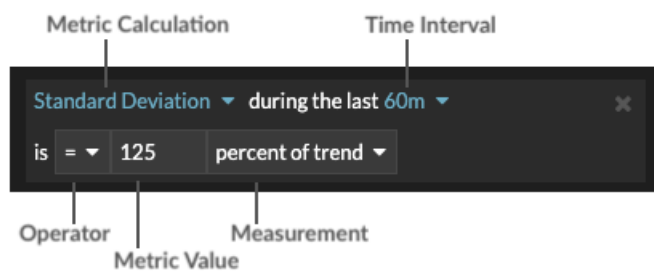 Metric Calculation Time Interval
Standard Deviation during the last 60m
is = 125 percent of trend
Operator Measurement
Metric Value